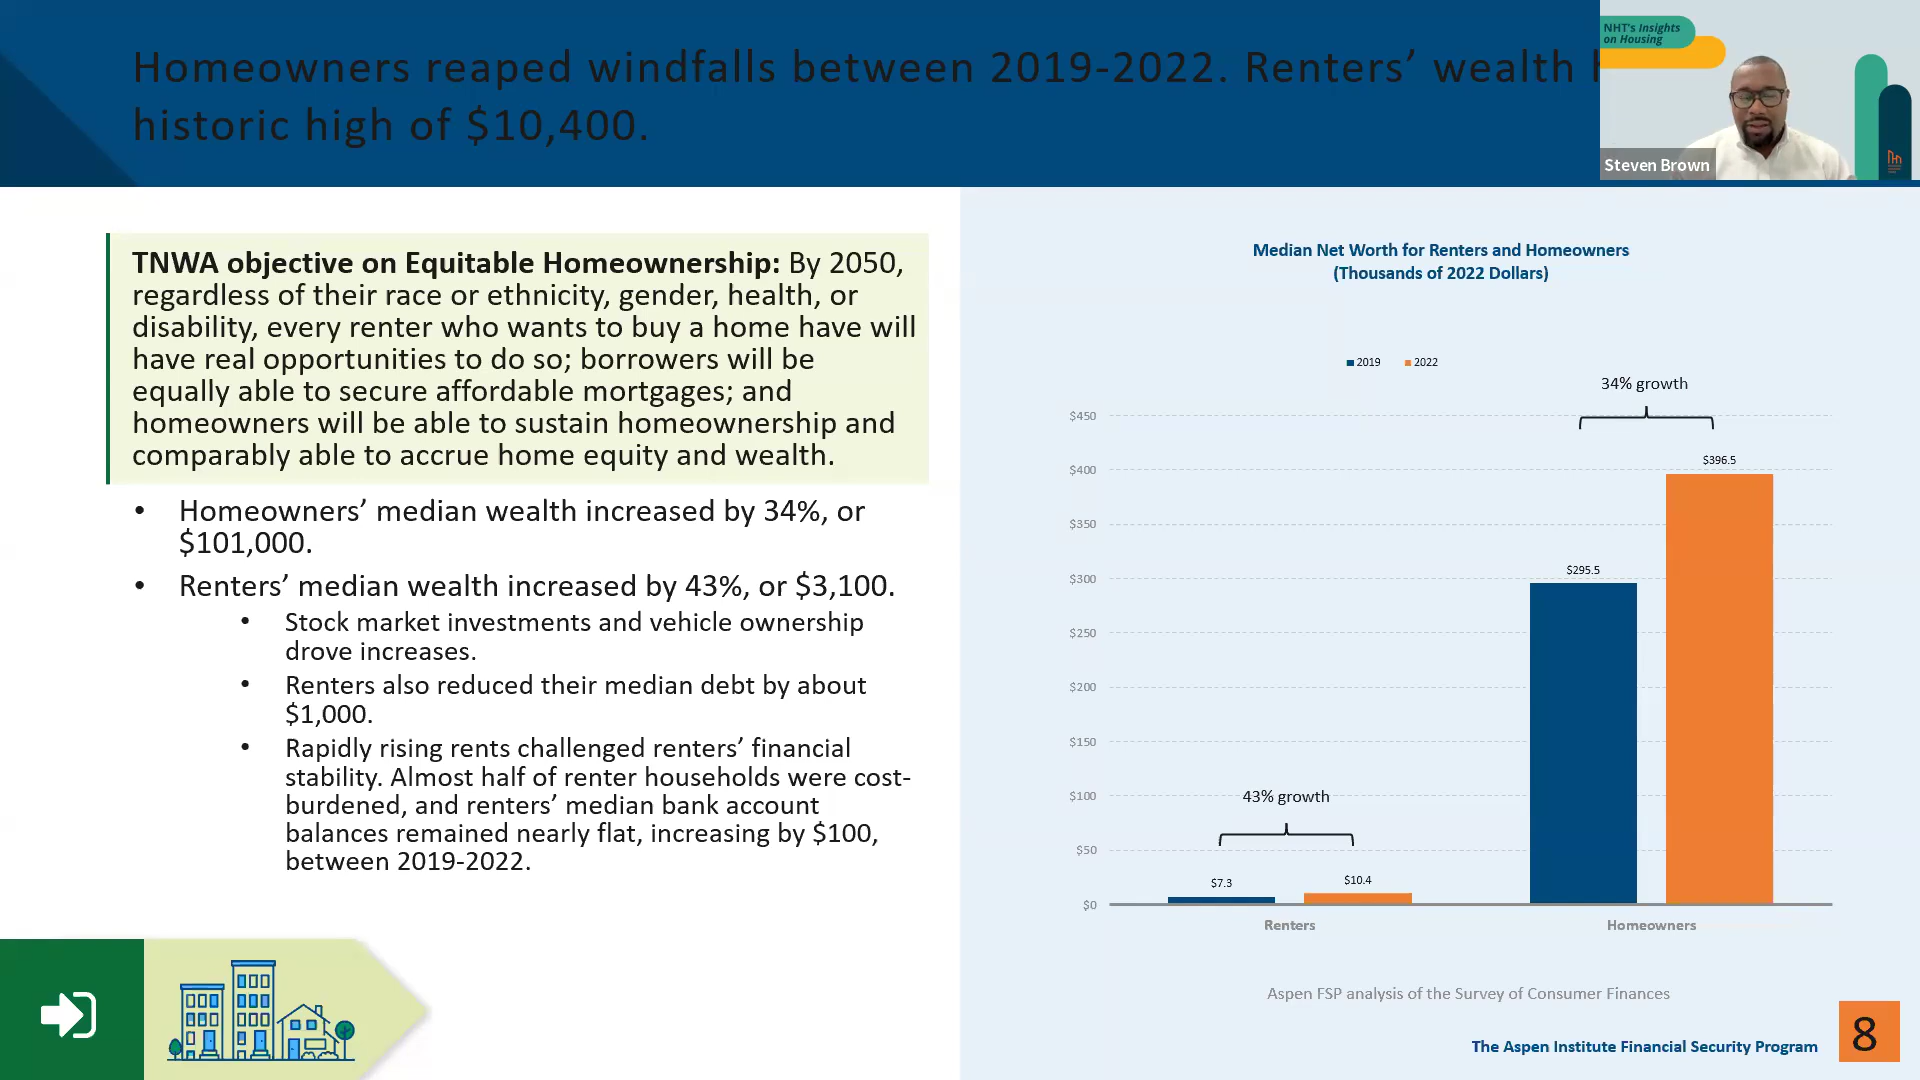 Homeowners reaped windfalls between 2019-2022. Renters’ wealth
historic high of $10,400.
NHT's Insights
on Housing
Steven Brown
TNWA objective on Equitable Homeownership: By 2050,
regardless of their race or ethnicity, gender, health, or
disability, every renter who wants to buy a home have will
have real opportunities to do so; borrowers will be
equally able to secure affordable mortgages; and
homeowners will be able to sustain homeownership and
comparably able to accrue home equity and wealth.
• Homeowners’ median wealth increased by 34%, or
$101,000.
• Renters’ median wealth increased by 43%, or $3,100.
• Stock market investments and vehicle ownership
drove increases.
• Renters also reduced their median debt by about
$1,000.
• Rapidly rising rents challenged renters’ financial
stability. Almost half of renter households were cost-
burdened, and renters’ median bank account
balances remained nearly flat, increasing by $100,
between 2019-2022.
Median Net Worth for Renters and Homeowners
(Thousands of 2022 Dollars)
2019 2022
34% growth
$450
$396.5
$400
$350
$295.5
$300
$250
$200
$150
$100
43% growth
$50
$7.3
$10.4
$0
Renters
Homeowners
Aspen FSP analysis of the Survey of Consumer Finances
The Aspen Institute Financial Security Program
8